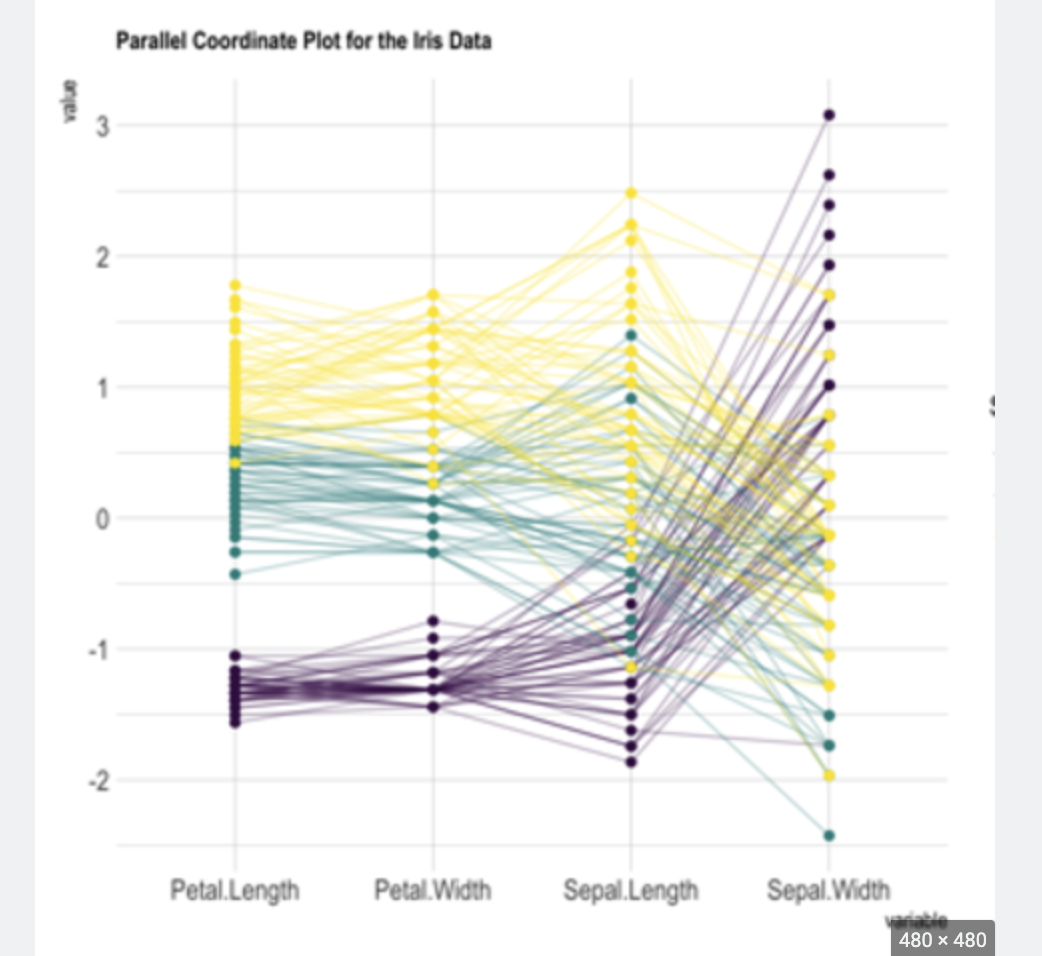 Parallel Coordinate Plot for the Iris Data
value
3
2
1
0
-1
-2
Petal.Length
Petal.Width
Sepal.Length
Sepal.Width
variable
480 × 480